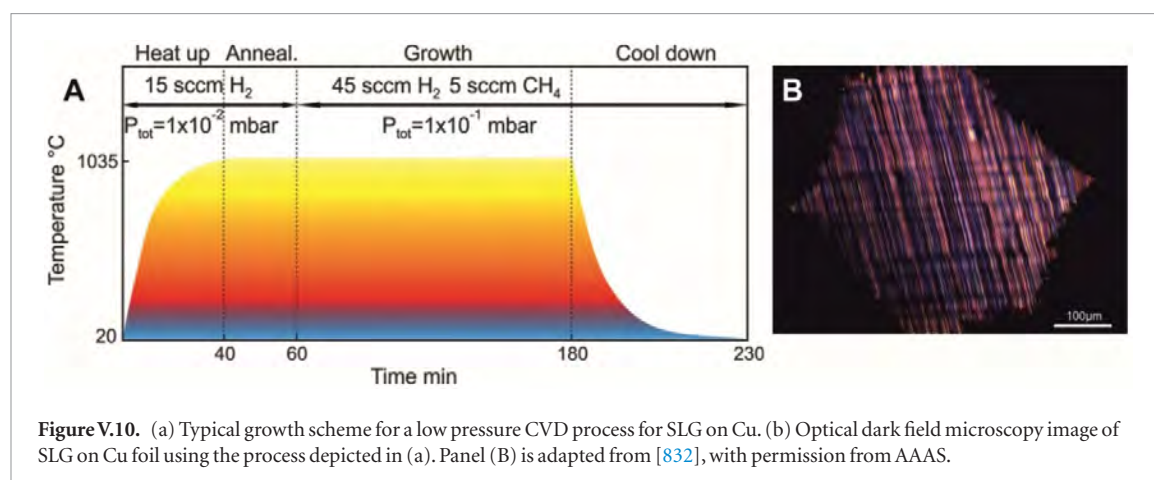 Heat up Anneal. Growth Cool down
A 15 sccm H₂ 45 sccm H₂ 5 sccm CH₄ B
Pₜₒₜ=1x10⁻² mbar Pₜₒₜ=1x10⁻¹ mbar
1035
Temperature °C
20
40 60 180 230
Time min
100µm
Figure V.10. (a) Typical growth scheme for a low pressure CVD process for SLG on Cu. (b) Optical dark field microscopy image of
SLG on Cu foil using the process depicted in (a). Panel (B) is adapted from [832], with permission from AAAS.